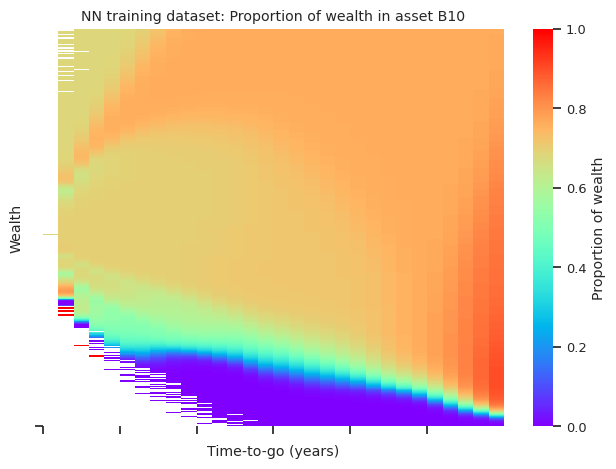 NN training dataset: Proportion of wealth in asset B10
Wealth
Time-to-go (years)
1.0
0.8
0.6
0.4
0.2
0.0
Proportion of wealth